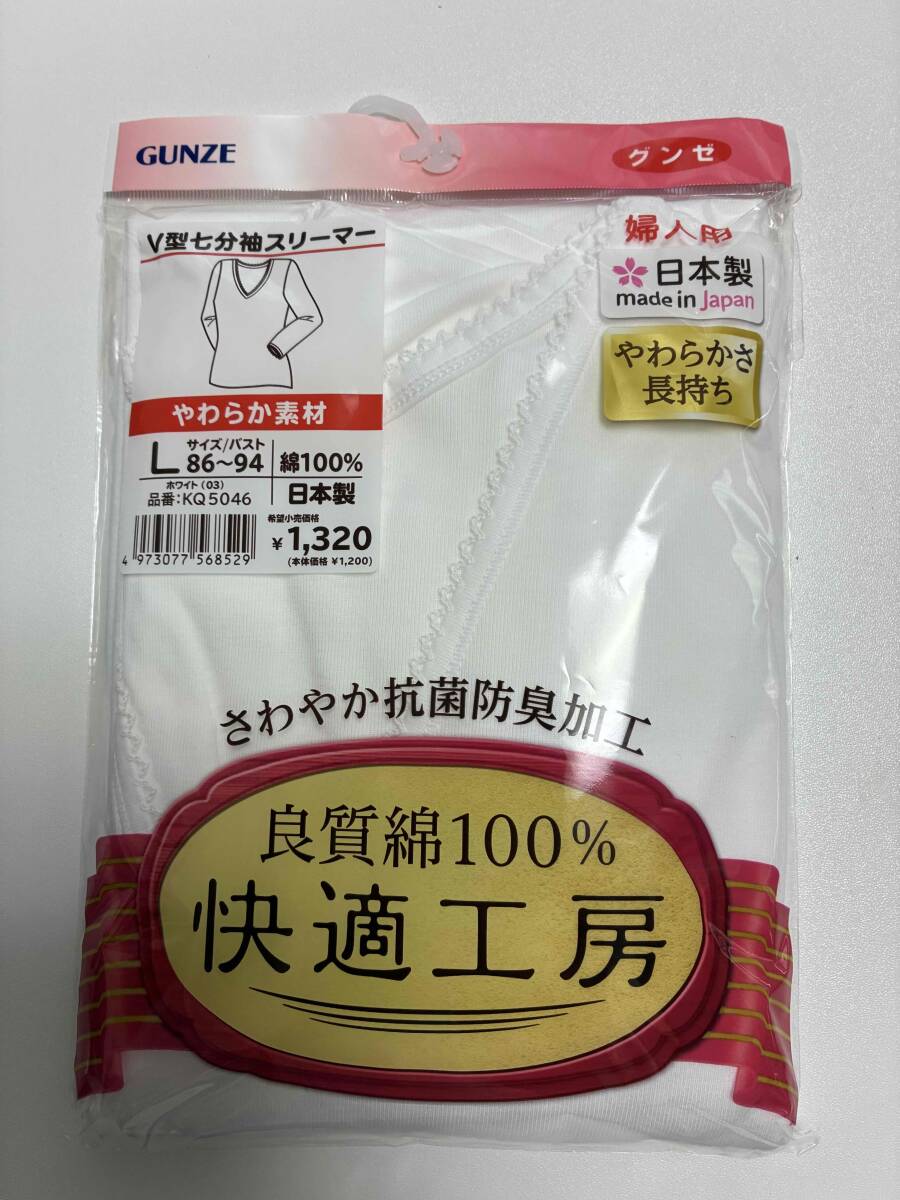 GUNZE
グンゼ
V型七分袖スリーマー
婦人用
日本製
made in Japan
やわらかさ
長持ち
やわらか素材
L
サイズ/バスト
86~94
綿100%
ホワイト(03)
品番:KQ5046
日本製
希望小売価格
¥1,320
(本体価格 ¥1,200)
4 973077 568529
さわやか抗菌防臭加工
良質綿100%
快適工房